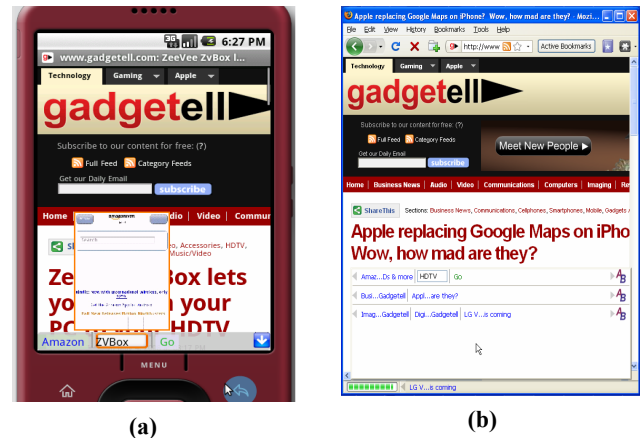 3G 6:27 PM
www.gadgetell.com: ZeeVee ZvBox l...
Technology Gaming Apple
gadgetell
Subscribe to our content for free: (?)
Full Feed Category Feeds
Get our Daily Email
subscribe
Home dio Video Commun
Search
eo, Accessories, HDTV,
Music/Video
Ze Box lets
yo n your
PC HDTV
Amazon ZVBox Go
MENU
(a)
Apple replacing Google Maps on iPhone? Wow, how mad are they? - Mozi...
File Edit View History Bookmarks Tools Help
http://www Active Bookmarks
Technology Gaming Apple
gadgetell
Subscribe to our content for free: (?)
Full Feed Category Feeds
Get our Daily Email
subscribe
Meet New People
Home Business News Audio Video Communications Computers Imaging Re
ShareThis Sections: Business News, Communications, Cellphones, Smartphones, Mobile, Gadgets
Apple replacing Google Maps on iPho
Wow, how mad are they?
Amaz...Ds & more HDTV Go AB
Busi...Gadgetell Appl...are they? AB
Imag...Gadgetell Digi...Gadgetell LG V...is coming AB
LG V...is coming
(b)